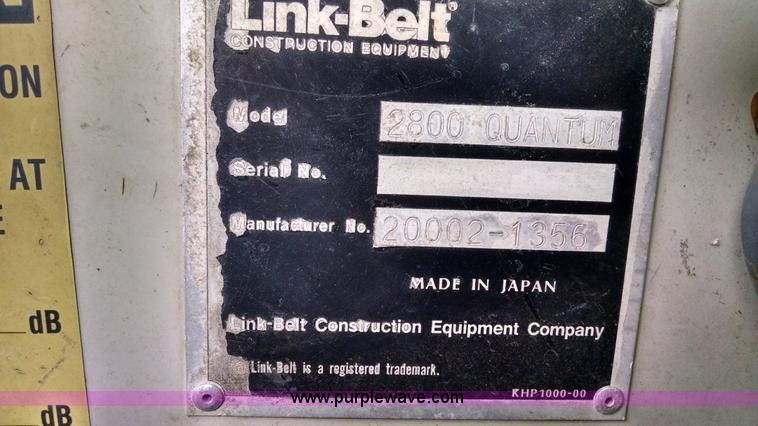 Link-Belt®
CONSTRUCTION EQUIPMENT
Model 2800 QUANTUM
Serial No.
Manufacturer No. 20002-1356
MADE IN JAPAN
Link-Belt Construction Equipment Company
Link-Belt is a registered trademark.
KHP1000-00
www.purplewave.com
N
ON
AT
E
dB
dB